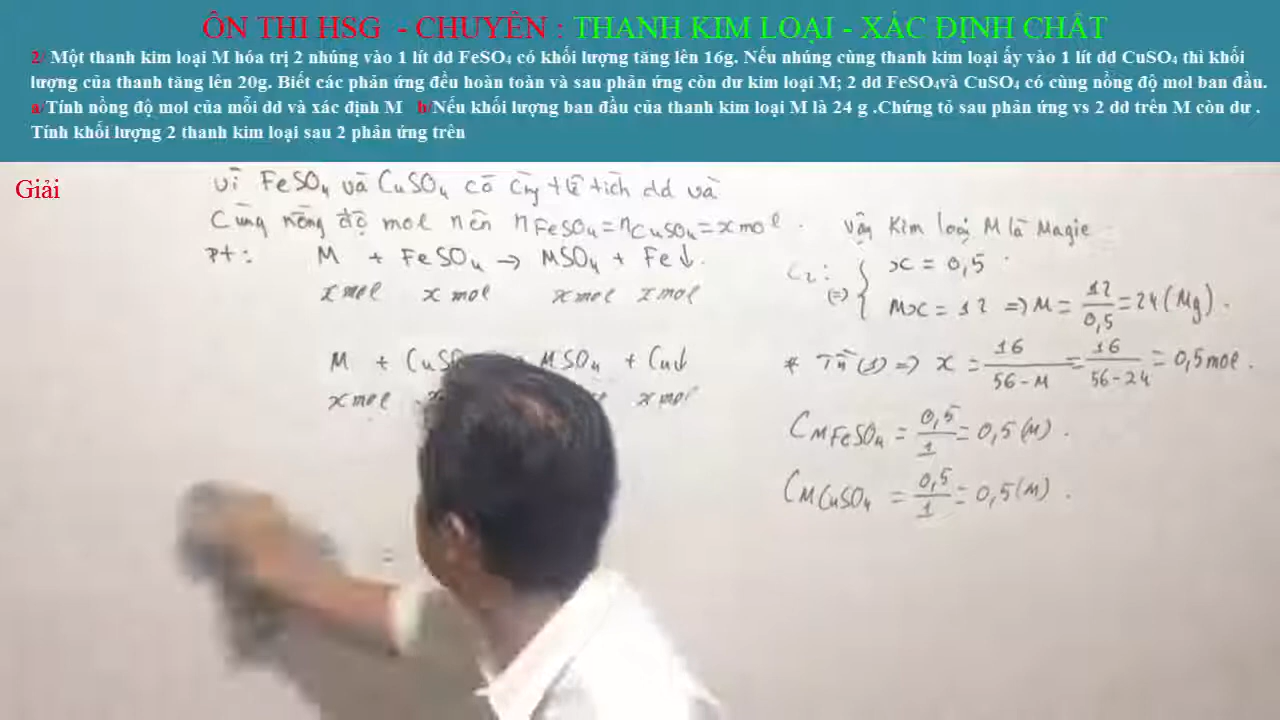 ÔN THI HSG - CHUYÊN : THANH KIM LOẠI - XÁC ĐỊNH CHẤT
2/ Một thanh kim loại M hóa trị 2 nhúng vào 1 lít dd FeSO₄ có khối lượng tăng lên 16g. Nếu nhúng cùng thanh kim loại ấy vào 1 lít dd CuSO₄ thì khối
lượng của thanh tăng lên 20g. Biết các phản ứng đều hoàn toàn và sau phản ứng còn dư kim loại M; 2 dd FeSO₄và CuSO₄ có cùng nồng độ mol ban đầu.
a/Tính nồng độ mol của mỗi dd và xác định M b/Nếu khối lượng ban đầu của thanh kim loại M là 24 g .Chứng tỏ sau phản ứng vs 2 dd trên M còn dư .
Tính khối lượng 2 thanh kim loại sau 2 phản ứng trên
Giải
vì FeSO₄ và CuSO₄ có cùng thể tích dd và
cùng nồng độ mol nên nFeSO₄ = nCuSO₄ = x mol .
pt: M + FeSO₄ → MSO₄ + Fe↓.
x mol x mol x mol x mol
M + CuSO MSO₄ + Cu↓
x mol x mol
=
Vậy kim loại M là Magie
C₂: x = 0,5 .
(=>) Mx = 12 => M = 12/0,5 = 24 (Mg) .
* Từ (1) => x = 16/(56-M) = 16/(56-24) = 0,5 mol .
CM FeSO₄ = 0,5/1 = 0,5 (M) .
CM CuSO₄ = 0,5/1 = 0,5 (M) .